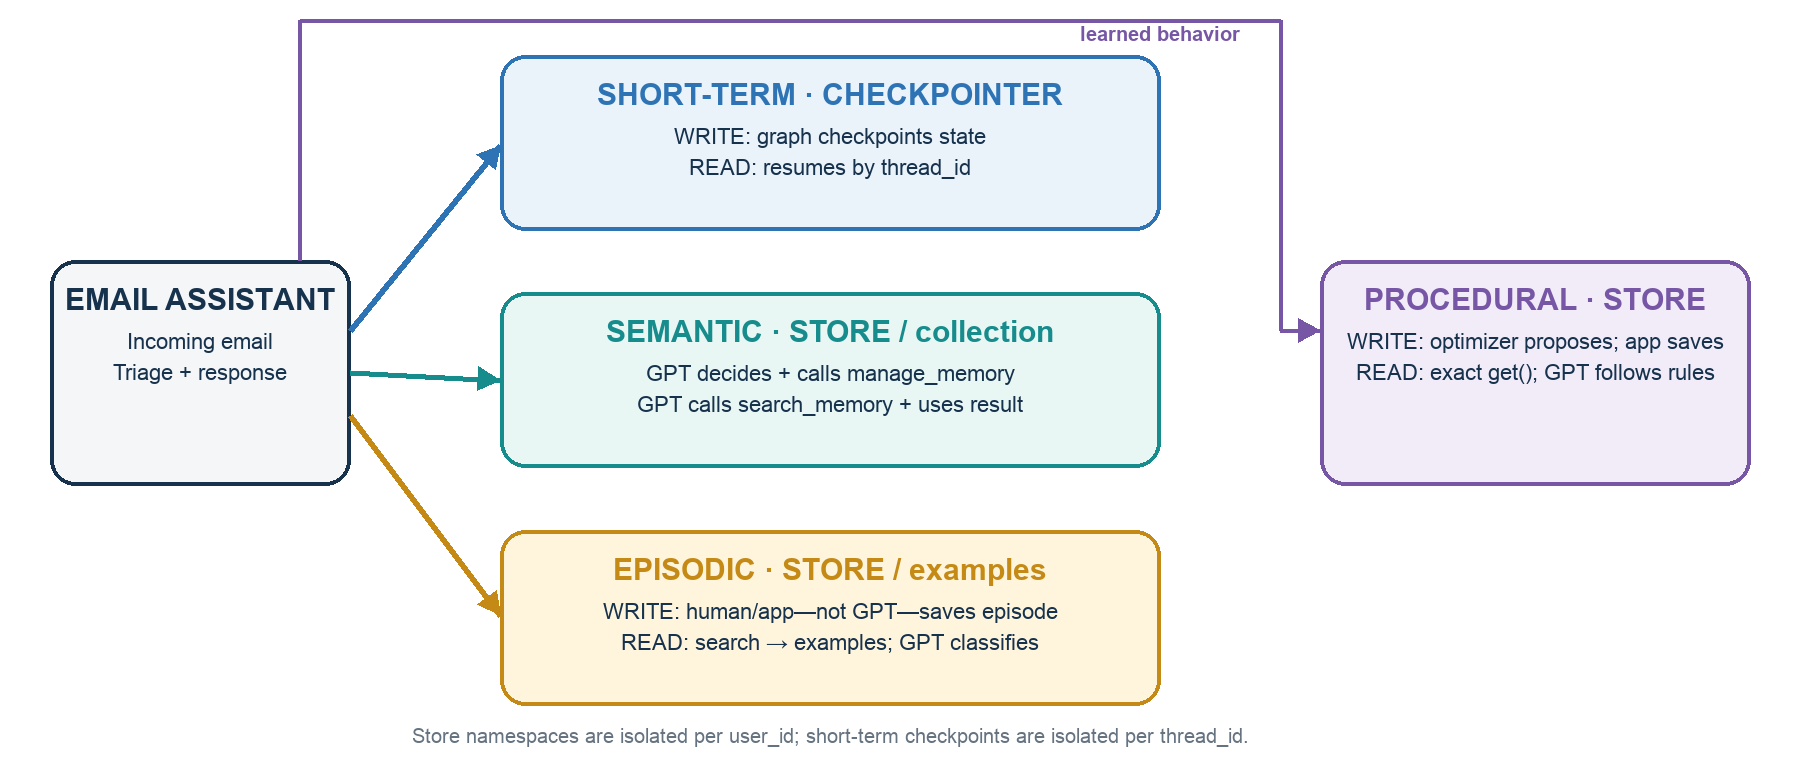 learned behavior
SHORT-TERM · CHECKPOINTER
WRITE: graph checkpoints state
READ: resumes by thread_id
EMAIL ASSISTANT
Incoming email
Triage + response
SEMANTIC · STORE / collection
GPT decides + calls manage_memory
GPT calls search_memory + uses result
PROCEDURAL · STORE
WRITE: optimizer proposes; app saves
READ: exact get(); GPT follows rules
EPISODIC · STORE / examples
WRITE: human/app—not GPT—saves episode
READ: search → examples; GPT classifies
Store namespaces are isolated per user_id; short-term checkpoints are isolated per thread_id.